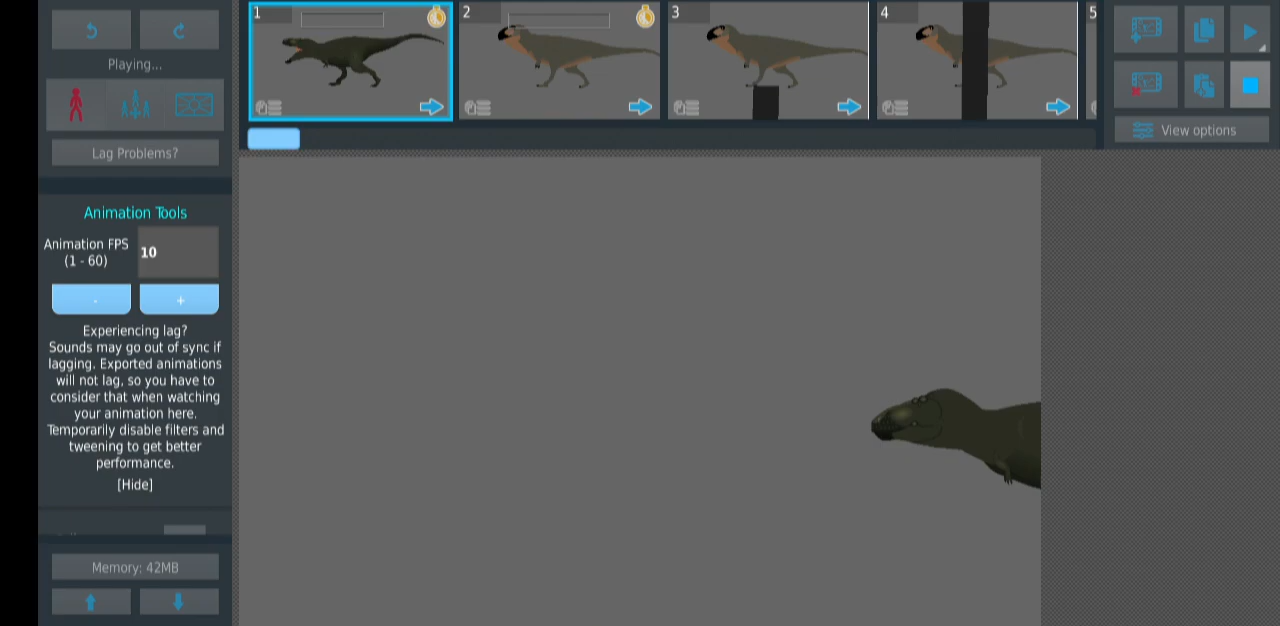 Playing...
Lag Problems?
Animation Tools
Animation FPS
(1 - 60)
10
-
+
Experiencing lag?
Sounds may go out of sync if
lagging. Exported animations
will not lag, so you have to
consider that when watching
your animation here.
Temporarily disable filters and
tweening to get better
performance.
[Hide]
Memory: 42MB
1
2
3
4
5
View options